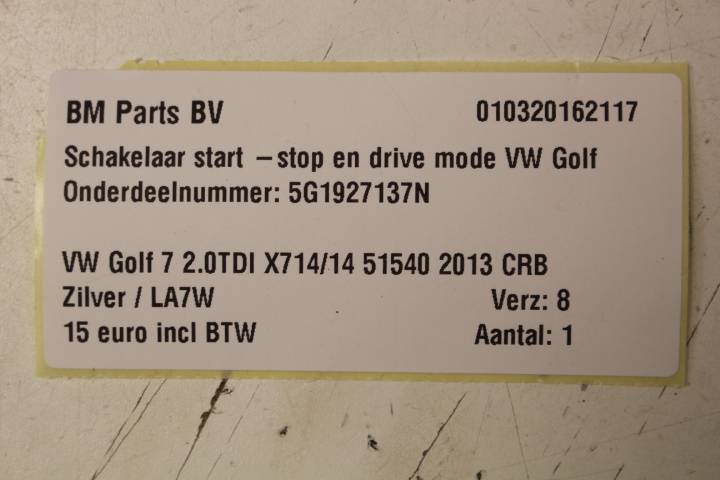 BM Parts BV 010320162117
Schakelaar start – stop en drive mode VW Golf
Onderdeelnummer: 5G1927137N
VW Golf 7 2.0TDI X714/14 51540 2013 CRB
Zilver / LA7W Verz: 8
15 euro incl BTW Aantal: 1